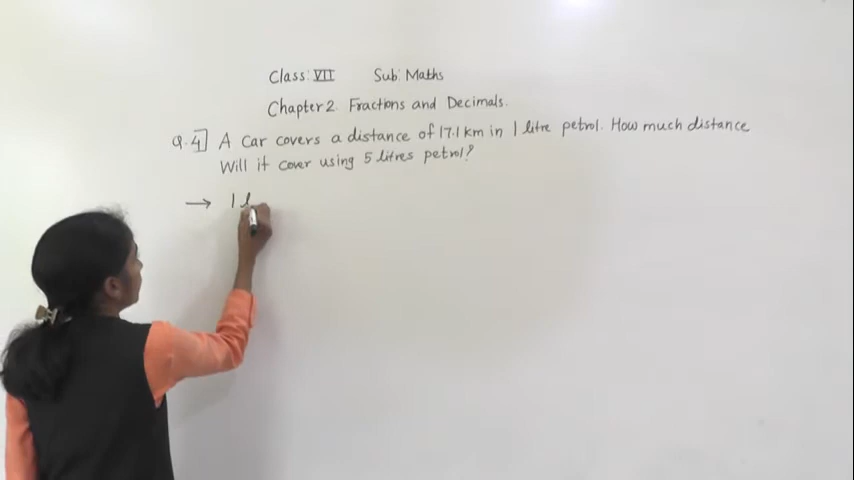 Class: VII Sub: Maths
Chapter 2. Fractions and Decimals.
Q.4] A Car covers a distance of 17.1 km in 1 litre petrol. How much distance
Will it cover using 5 litres petrol?
→ 1 l